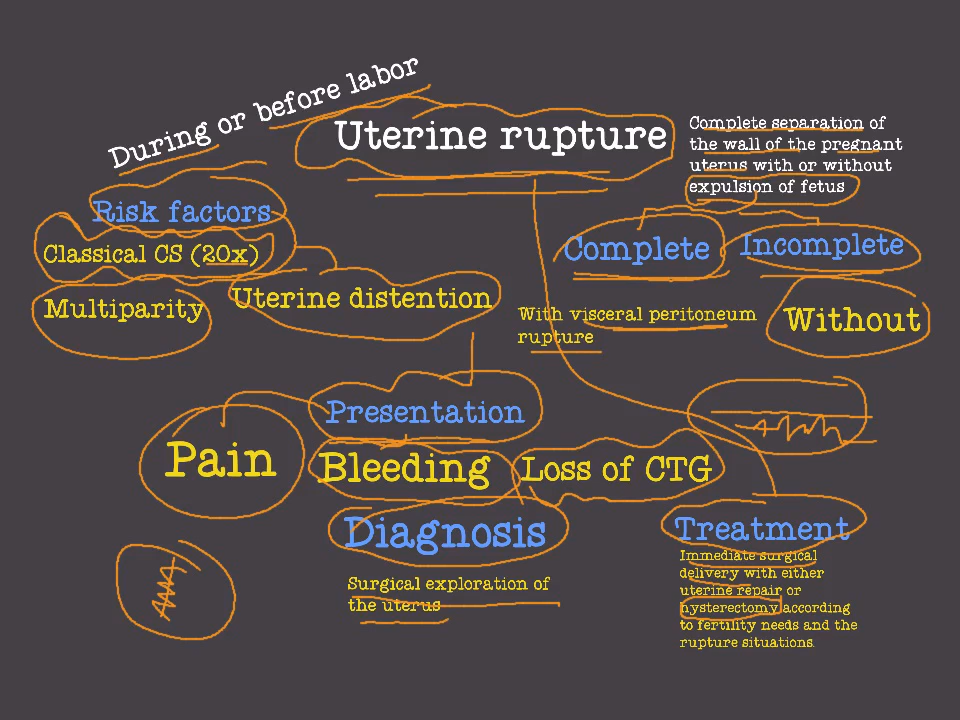 During or before labor
Uterine rupture
Complete separation of
the wall of the pregnant
uterus with or without
expulsion of fetus
Risk factors
Classical CS (20x)
Multiparity
Uterine distention
Complete
Incomplete
With visceral peritoneum
rupture
Without
Presentation
Pain
Bleeding
Loss of CTG
Diagnosis
Surgical exploration of
the uterus
Treatment
Immediate surgical
delivery with either
uterine repair or
hysterectomy according
to fertility needs and the
rupture situations.